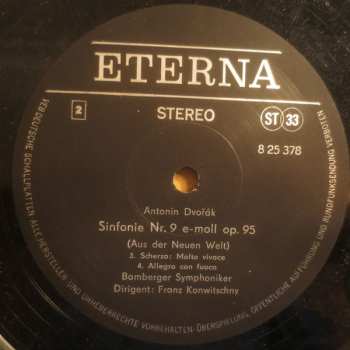 ETERNA
2
STEREO
ST 33
8 25 378
Antonin Dvořák
Sinfonie Nr. 9 e-moll op. 95
(Aus der Neuen Welt)
3. Scherzo: Molto vivace
4. Allegro con fuoco
Bamberger Symphoniker
Dirigent: Franz Konwitschny
VEB DEUTSCHE SCHALLPLATTEN · ALLE HERSTELLER- UND URHEBERRECHTE VORBEHALTEN · ÜBERSPIELUNG, ÖFFENTLICHE AUFFÜHRUNG UND RUNDFUNKSENDUNG VERBOTEN